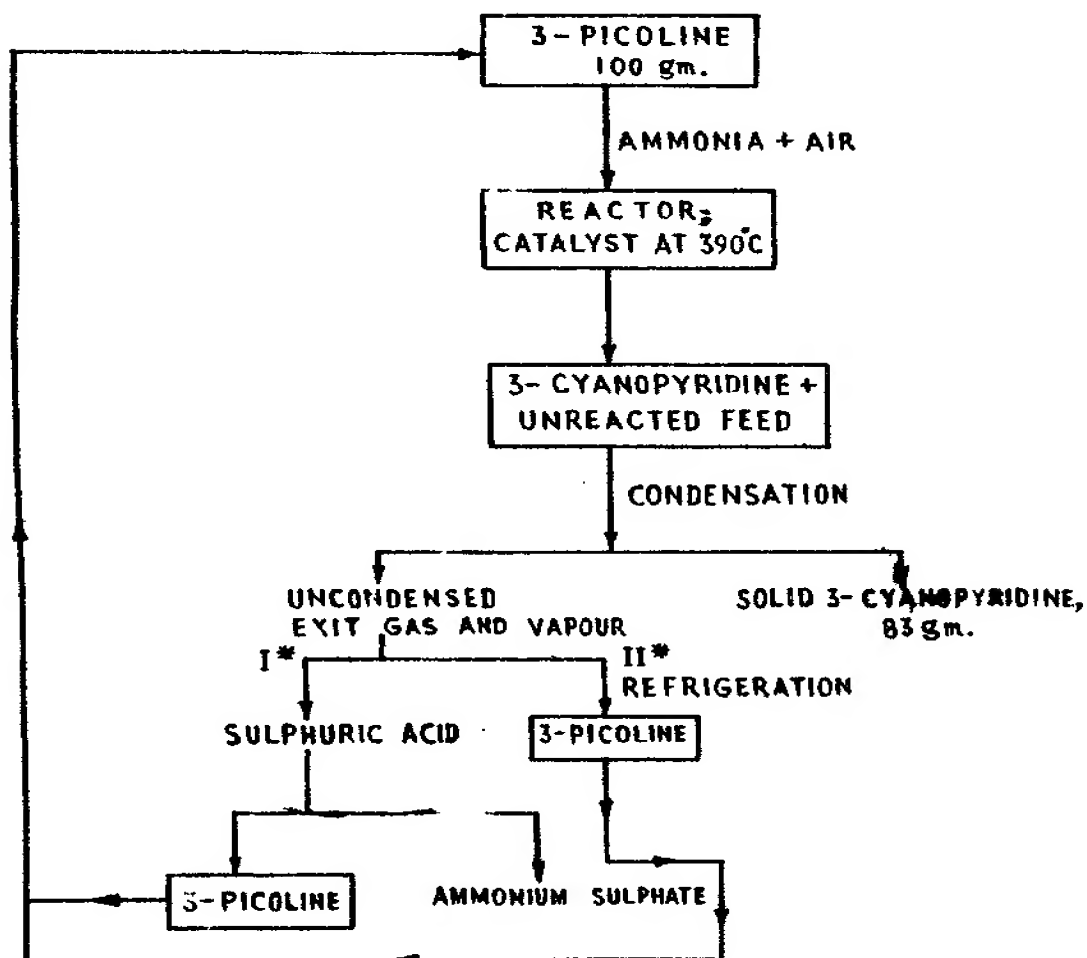 3-PICOLINE
100 gm.
AMMONIA + AIR
REACTOR;
CATALYST AT 390°C
3-CYANOPYRIDINE +
UNREACTED FEED
CONDENSATION
UNCONDENSED
EXIT GAS AND VAPOUR
SOLID 3-CYANOPYRIDINE,
83 gm.
I*
II*
REFRIGERATION
SULPHURIC ACID
3-PICOLINE
3-PICOLINE
AMMONIUM SULPHATE